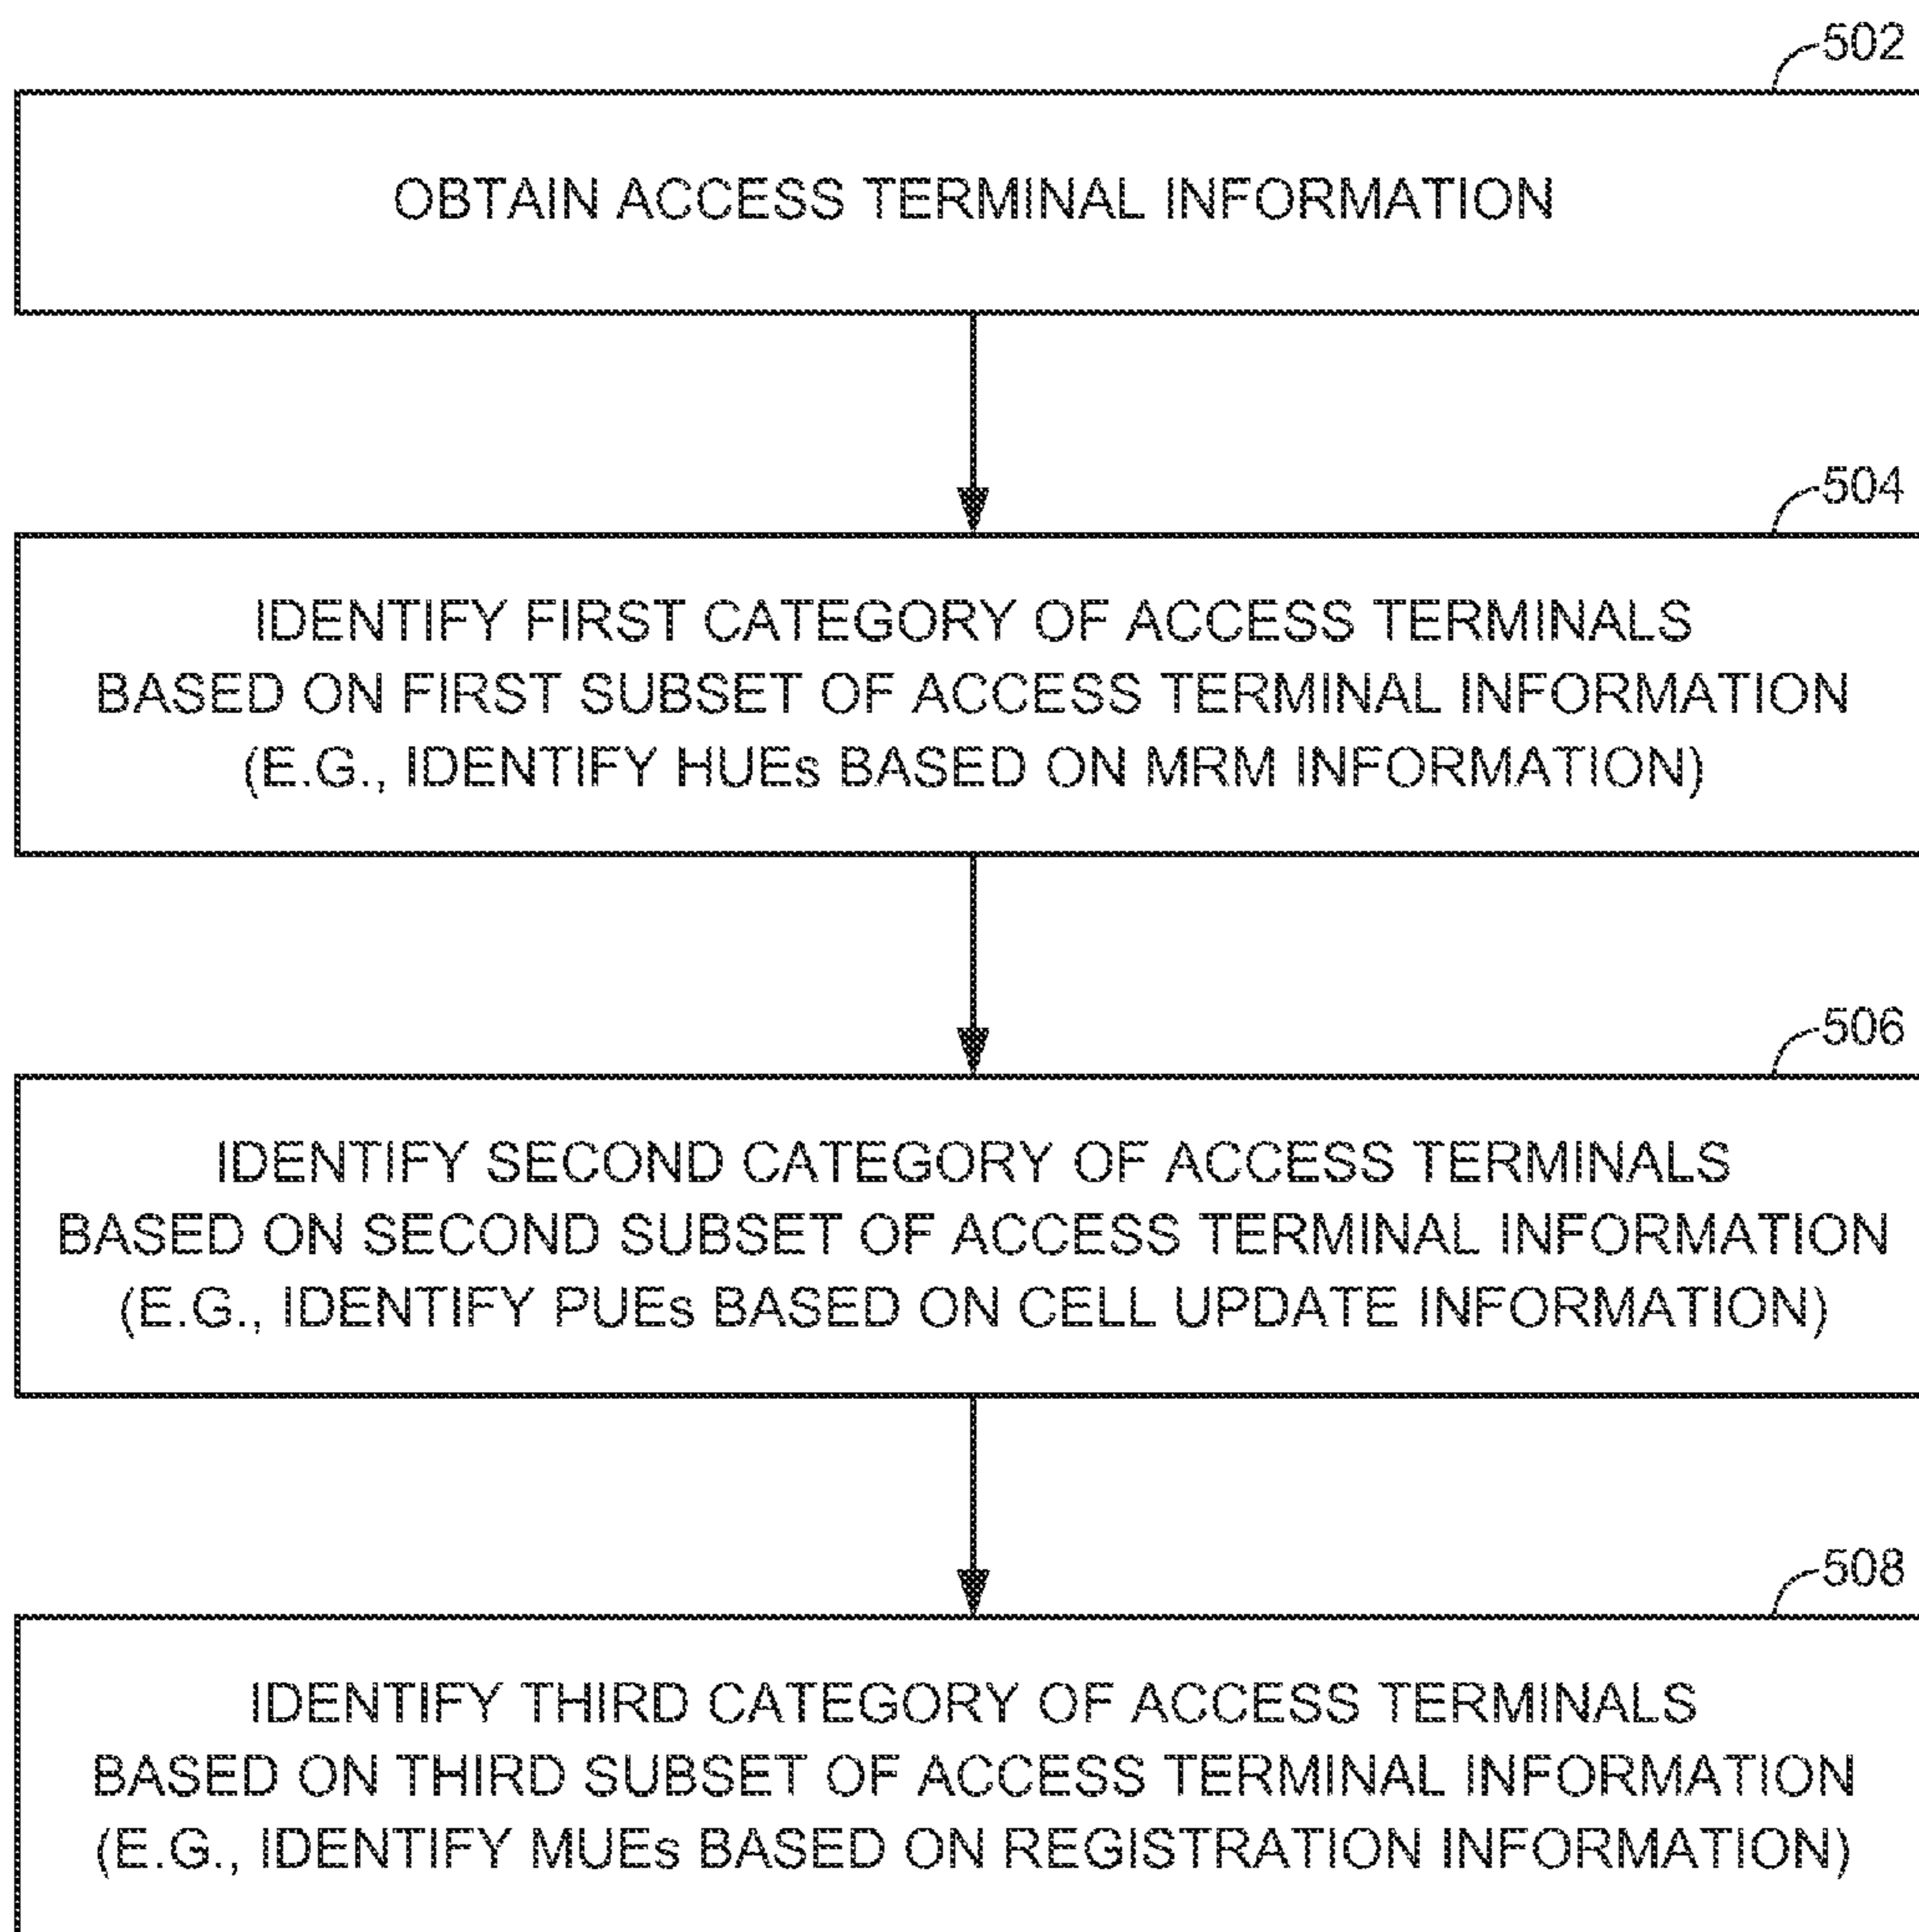 502
OBTAIN ACCESS TERMINAL INFORMATION
504
IDENTIFY FIRST CATEGORY OF ACCESS TERMINALS
BASED ON FIRST SUBSET OF ACCESS TERMINAL INFORMATION
(E.G., IDENTIFY HUEs BASED ON MRM INFORMATION)
506
IDENTIFY SECOND CATEGORY OF ACCESS TERMINALS
BASED ON SECOND SUBSET OF ACCESS TERMINAL INFORMATION
(E.G., IDENTIFY PUEs BASED ON CELL UPDATE INFORMATION)
508
IDENTIFY THIRD CATEGORY OF ACCESS TERMINALS
BASED ON THIRD SUBSET OF ACCESS TERMINAL INFORMATION
(E.G., IDENTIFY MUEs BASED ON REGISTRATION INFORMATION)